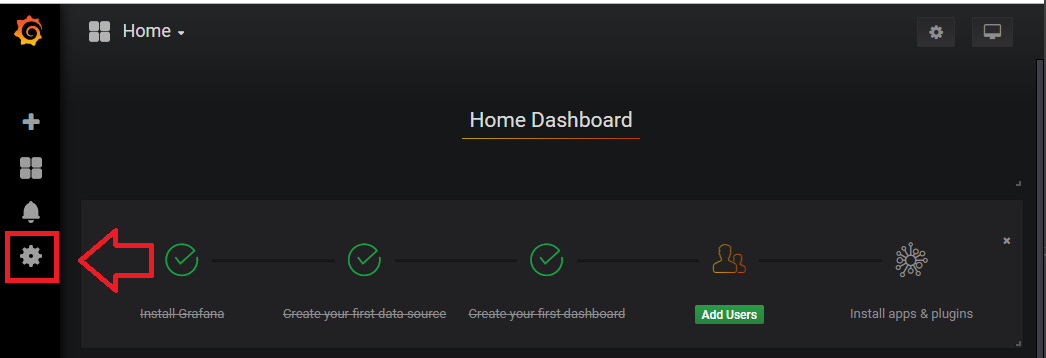 Home
Home Dashboard
Install Grafana
Create your first data source
Create your first dashboard
Add Users
Install apps & plugins